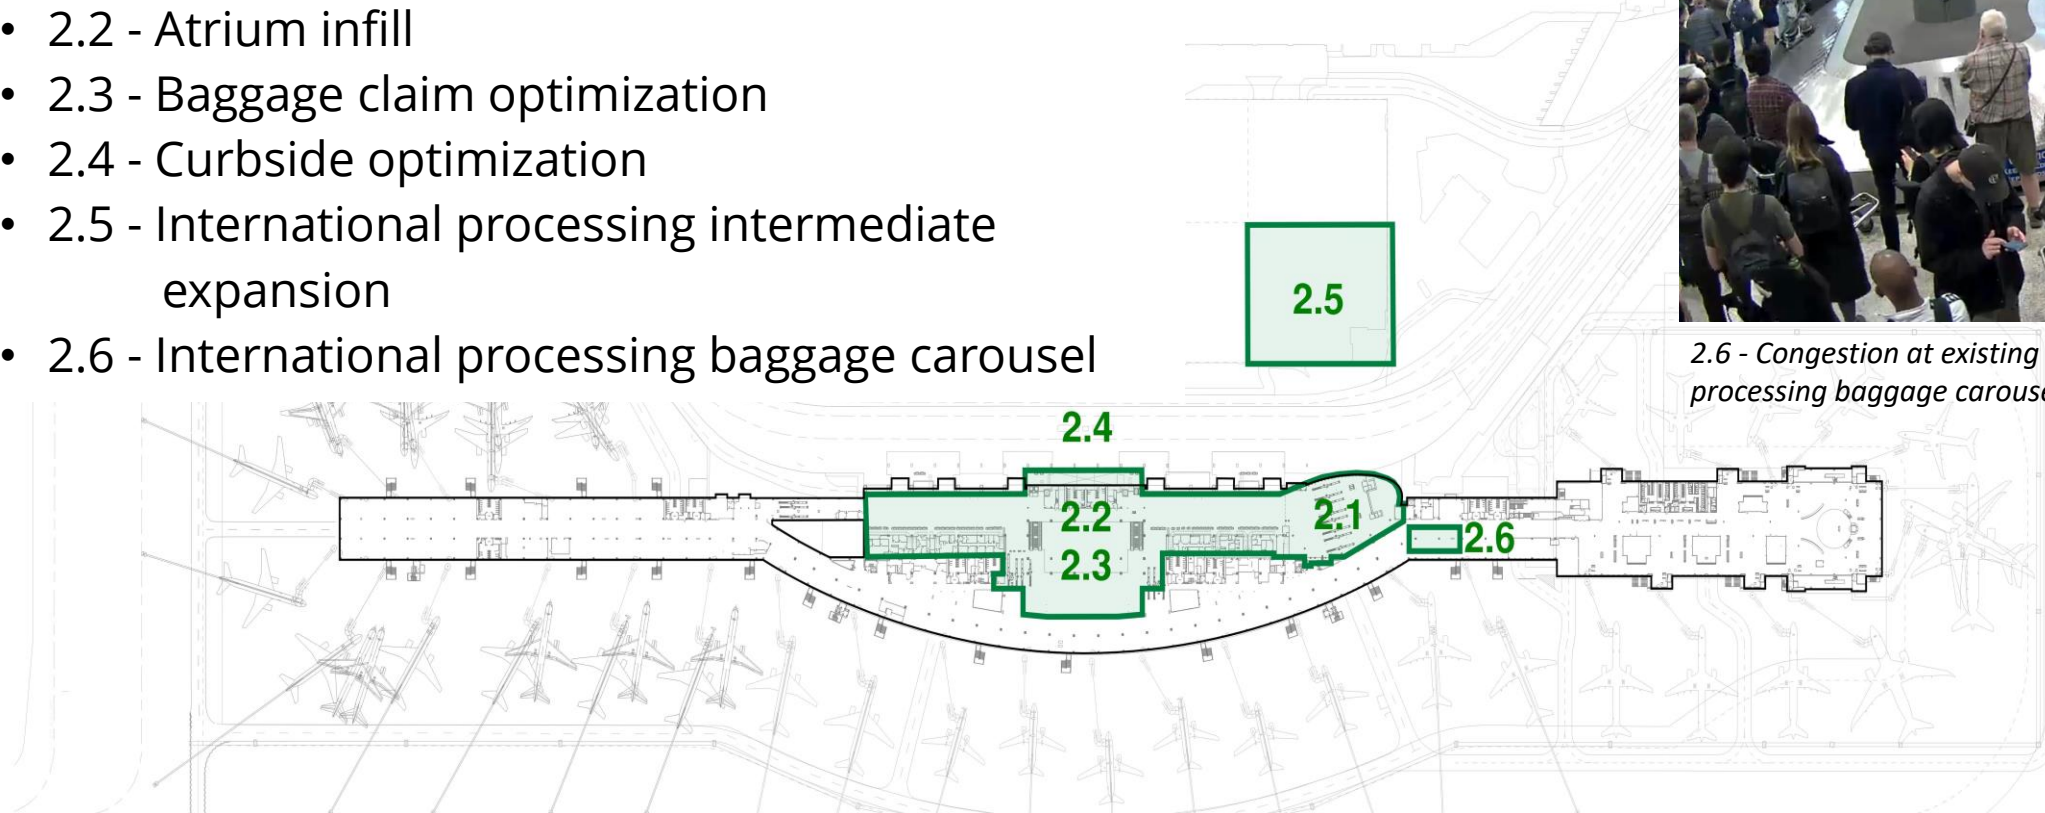 • 2.2 - Atrium infill
• 2.3 - Baggage claim optimization
• 2.4 - Curbside optimization
• 2.5 - International processing intermediate
expansion
• 2.6 - International processing baggage carousel
2.5
2.6 - Congestion at existing
processing baggage
2.4
2.2
2.1
2.6
2.3